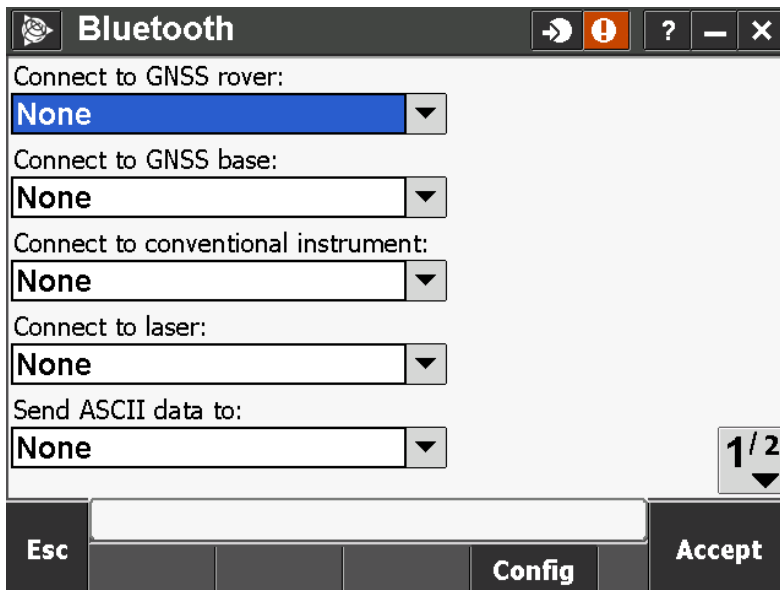 Bluetooth
? – ×
Connect to GNSS rover:
None
Connect to GNSS base:
None
Connect to conventional instrument:
None
Connect to laser:
None
Send ASCII data to:
None
1/2
Esc
Config
Accept